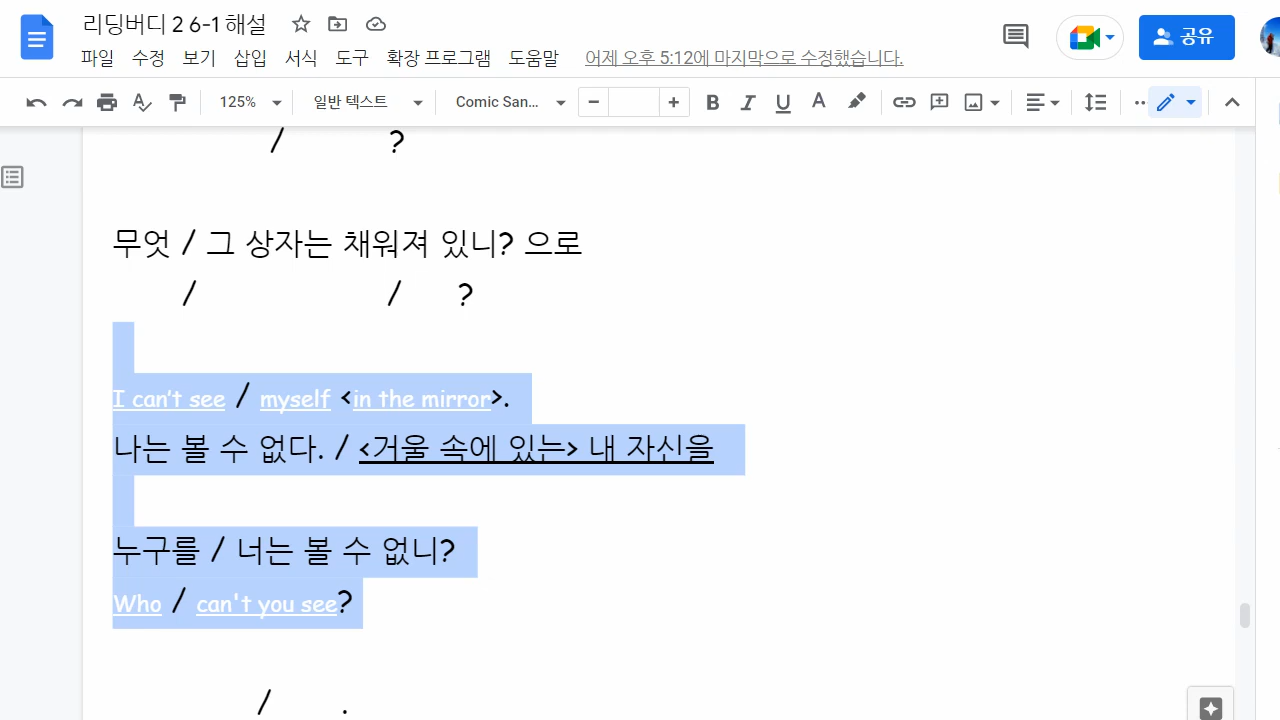 리딩버디 2 6-1 해설
파일 수정 보기 삽입 서식 도구 확장 프로그램 도움말 어제 오후 5:12에 마지막으로 수정했습니다.
공유
125% 일반 텍스트 Comic San... − + B I U A
/ ?
무엇 / 그 상자는 채워져 있니? 으로
/ / ?
I can't see / myself <in the mirror>.
나는 볼 수 없다. / <거울 속에 있는> 내 자신을
누구를 / 너는 볼 수 없니?
Who / can't you see?
/ .